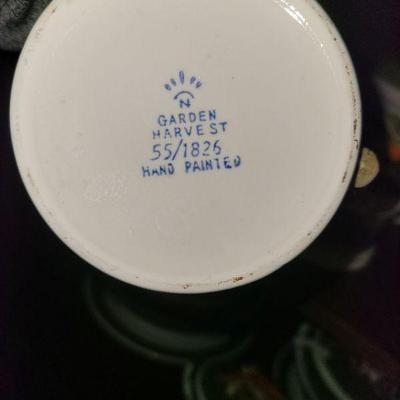 N
GARDEN
HARVEST
55/1826
HAND PAINTED